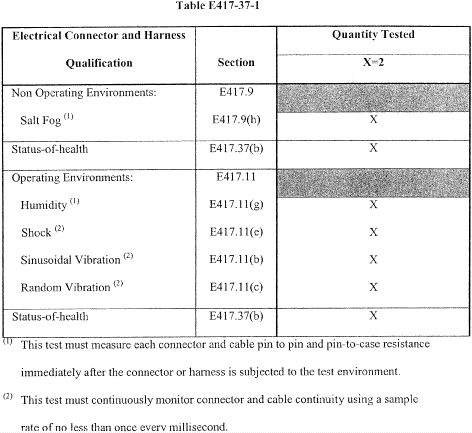 Table E417-37-1
Electrical Connector and Harness Qualification Section Quantity Tested X=2
Non Operating Environments: E417.9
Salt Fog (1) E417.9(h) X
Status-of-health E417.37(b) X
Operating Environments: E417.11
Humidity (1) E417.11(g) X
Shock (2) E417.11(e) X
Sinusoidal Vibration (2) E417.11(b) X
Random Vibration (2) E417.11(c) X
Status-of-health E417.37(b) X
(1) This test must measure each connector and cable pin to pin and pin-to-case resistance
immediately after the connector or harness is subjected to the test environment.
(2) This test must continuously monitor connector and cable continuity using a sample
rate of no less than once every millisecond.